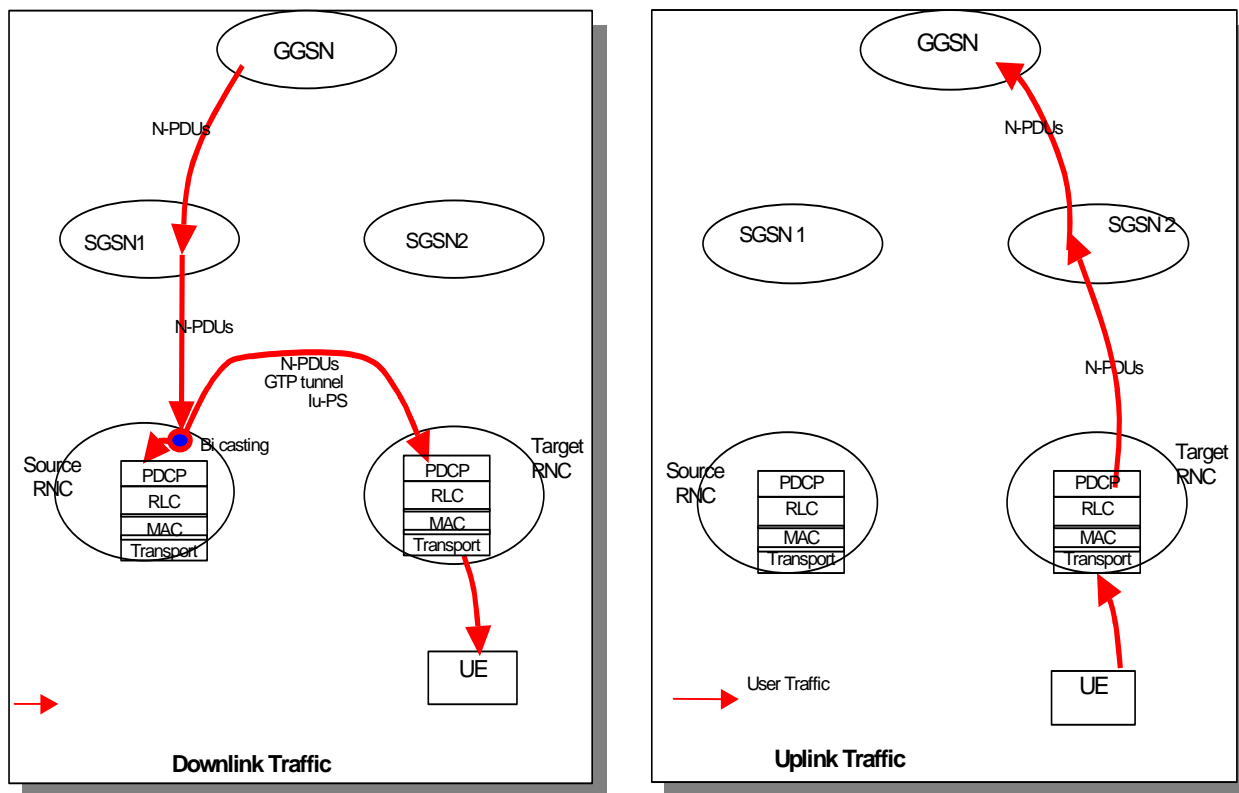 GGSN
N-PDUs
SGSN1
SGSN2
N-PDUs
N-PDUs
GTP tunnel
Iu-PS
Bi casting
Source
RNC
PDCP
RLC
MAC
Transport
Target
RNC
PDCP
RLC
MAC
Transport
UE
Downlink Traffic
GGSN
N-PDUs
SGSN 1
SGSN 2
N-PDUs
Source
RNC
PDCP
RLC
MAC
Transport
Target
RNC
PDCP
RLC
MAC
Transport
User Traffic
UE
Uplink Traffic